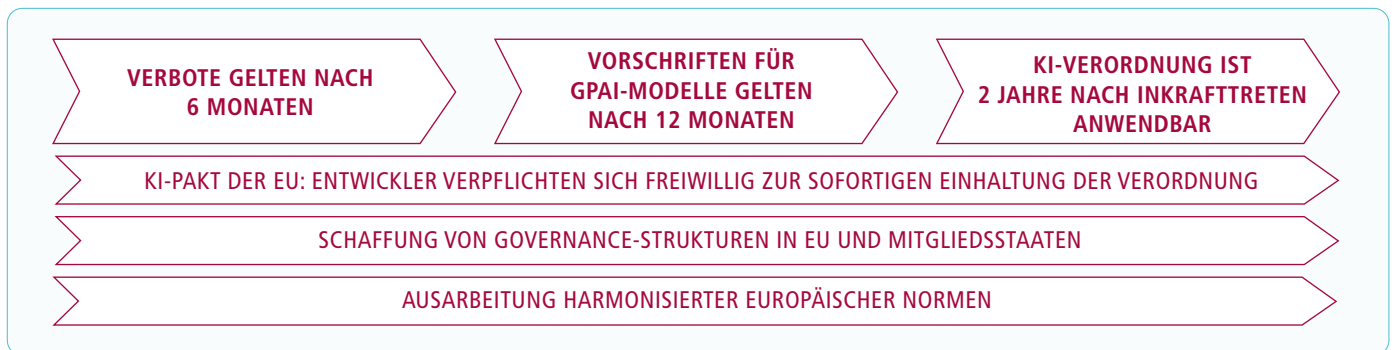 VERBOTE GELTEN NACH
6 MONATEN
VORSCHRIFTEN FÜR
GPAI-MODELLE GELTEN
NACH 12 MONATEN
KI-VERORDNUNG IST
2 JAHRE NACH INKRAFTTRETEN
ANWENDBAR
KI-PAKT DER EU: ENTWICKLER VERPFLICHTEN SICH FREIWILLIG ZUR SOFORTIGEN EINHALTUNG DER VERORDNUNG
SCHAFFUNG VON GOVERNANCE-STRUKTUREN IN EU UND MITGLIEDSSTAATEN
AUSARBEITUNG HARMONISIERTER EUROPÄISCHER NORMEN